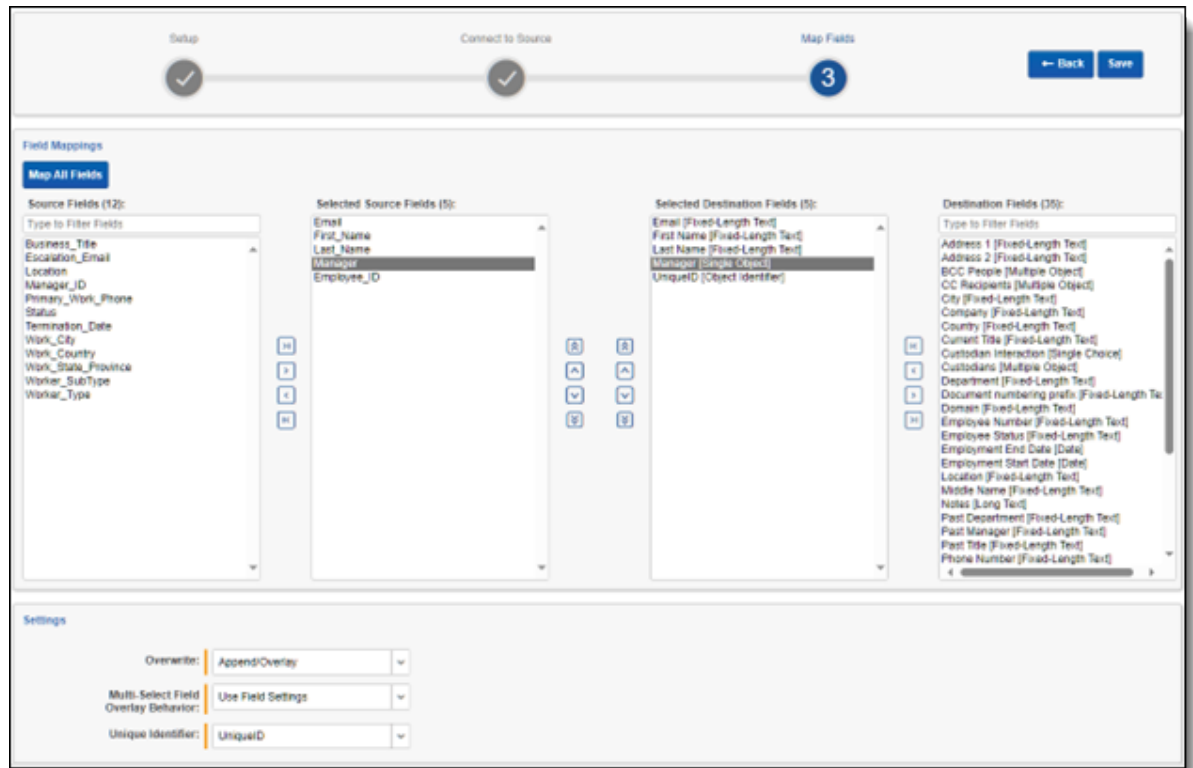 Setup
Connect to Source
Map Fields
3
← Back
Save
Field Mappings
Map All Fields
Source Fields (12):
Type to Filter Fields
Business_Title
Escalation_Email
Location
Manager_ID
Primary_Work_Phone
Status
Termination_Date
Work_City
Work_Country
Work_State_Province
Worker_SubType
Worker_Type
Selected Source Fields (5):
Email
First_Name
Last_Name
Manager
Employee_ID
Selected Destination Fields (5):
Email [Fixed-Length Text]
First Name [Fixed-Length Text]
Last Name [Fixed-Length Text]
Manager [Single Object]
UniqueID [Object Identifier]
Destination Fields (35):
Type to Filter Fields
Address 1 [Fixed-Length Text]
Address 2 [Fixed-Length Text]
BCC People [Multiple Object]
CC Recipients [Multiple Object]
City [Fixed-Length Text]
Company [Fixed-Length Text]
Country [Fixed-Length Text]
Current Title [Fixed-Length Text]
Custodian Interaction [Single Choice]
Custodians [Multiple Object]
Department [Fixed-Length Text]
Document numbering prefix [Fixed-Length Te
Domain [Fixed-Length Text]
Employee Number [Fixed-Length Text]
Employee Status [Fixed-Length Text]
Employment End Date [Date]
Employment Start Date [Date]
Location [Fixed-Length Text]
Middle Name [Fixed-Length Text]
Notes [Long Text]
Past Department [Fixed-Length Text]
Past Manager [Fixed-Length Text]
Past Title [Fixed-Length Text]
Phone Number [Fixed-Length Text]
Settings
Overwrite:
Append/Overlay
Multi-Select Field
Overlay Behavior:
Use Field Settings
Unique Identifier:
UniqueID